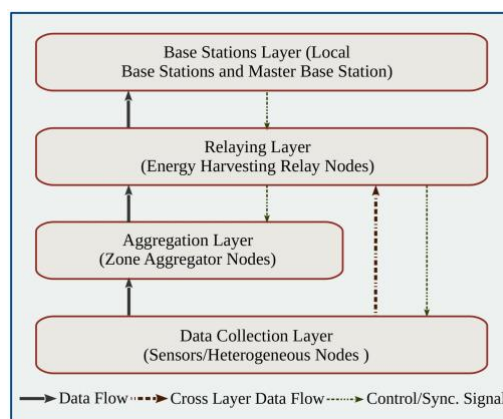 Base Stations Layer (Local
Base Stations and Master Base Station)
Relaying Layer
(Energy Harvesting Relay Nodes)
Aggregation Layer
(Zone Aggregator Nodes)
Data Collection Layer
(Sensors/Heterogeneous Nodes )
Data Flow Cross Layer Data Flow Control/Sync. Signal